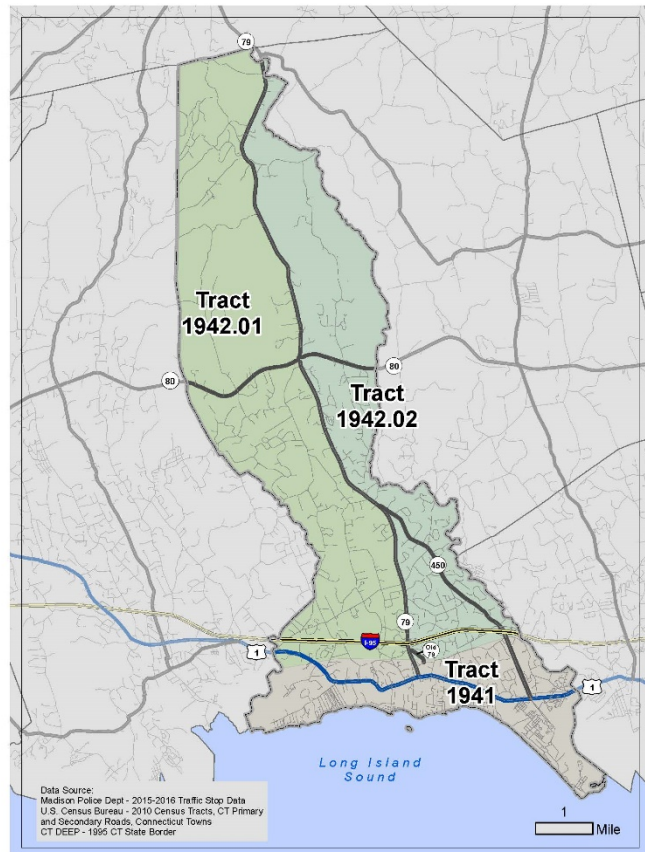 79
Tract
1942.01
80
80
Tract
1942.02
450
79
I-95
Old
79
1
Tract
1941
1
Long Island
Sound
Data Source:
Madison Police Dept - 2015-2016 Traffic Stop Data
U.S. Census Bureau - 2010 Census Tracts, CT Primary
and Secondary Roads, Connecticut Towns
CT DEEP - 1995 CT State Border
1
Mile